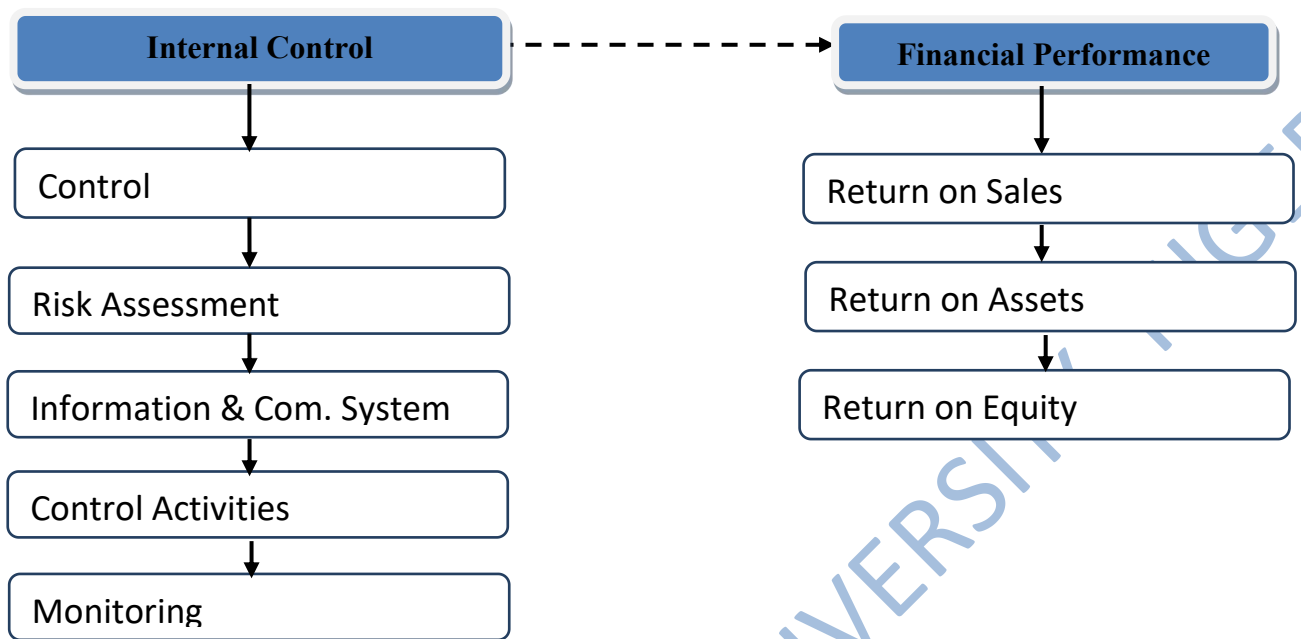 Internal Control
Financial Performance
Control
Return on Sales
Risk Assessment
Return on Assets
Information & Com. System
Return on Equity
Control Activities
Monitoring